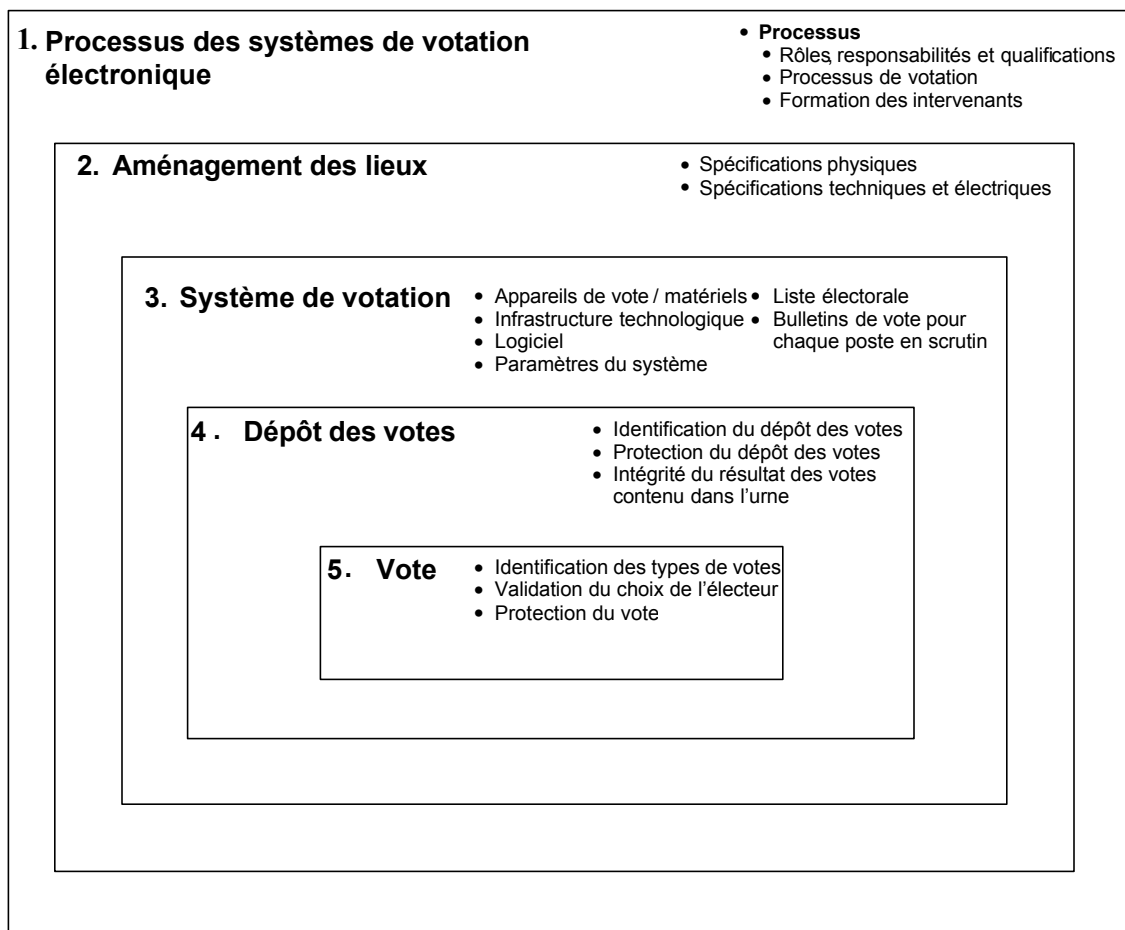 1. Processus des systèmes de votation
électronique
• Processus
• Rôles, responsabilités et qualifications
• Processus de votation
• Formation des intervenants
2. Aménagement des lieux
• Spécifications physiques
• Spécifications techniques et électriques
3. Système de votation
• Appareils de vote / matériels
• Infrastructure technologique
• Logiciel
• Paramètres du système
• Liste électorale
• Bulletins de vote pour
chaque poste en scrutin
4. Dépôt des votes
• Identification du dépôt des votes
• Protection du dépôt des votes
• Intégrité du résultat des votes
contenu dans l'urne
5. Vote
• Identification des types de votes
• Validation du choix de l'électeur
• Protection du vote